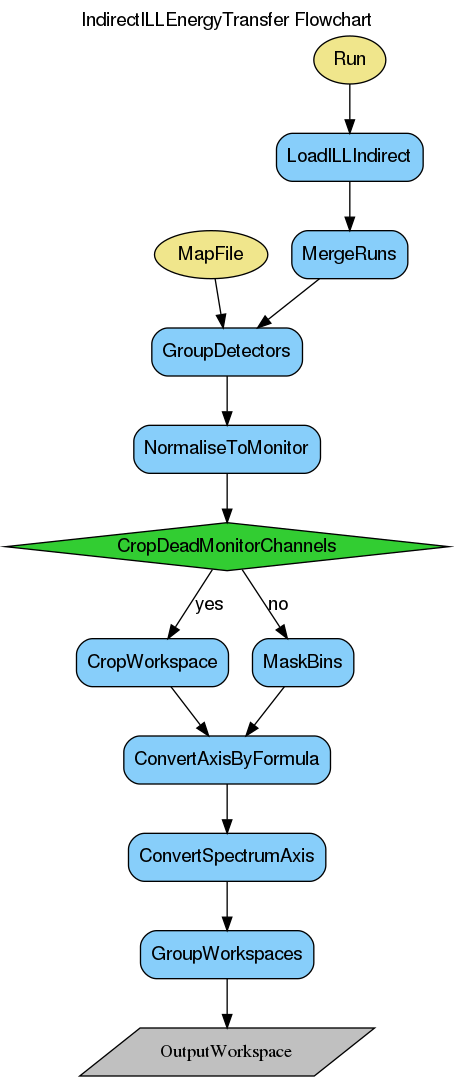 IndirectILLEnergyTransfer Flowchart
Run
LoadILLIndirect
MapFile
MergeRuns
GroupDetectors
NormaliseToMonitor
CropDeadMonitorChannels
yes
no
CropWorkspace
MaskBins
ConvertAxisByFormula
ConvertSpectrumAxis
GroupWorkspaces
OutputWorkspace